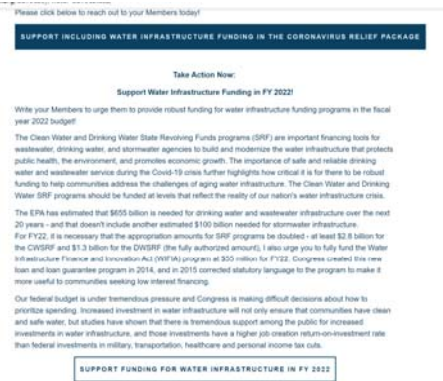 Please click below to reach out to your Members today!
SUPPORT INCLUDING WATER INFRASTRUCTURE FUNDING IN THE CORONAVIRUS RELIEF PACKAGE
Take Action Now:
Support Water Infrastructure Funding in FY 2022!
Write your Members to urge them to provide robust funding for water infrastructure funding programs in the fiscal
year 2022 budget!
The Clean Water and Drinking Water State Revolving Funds programs (SRF) are important financing tools for
wastewater, drinking water, and stormwater agencies to build and modernize the water infrastructure that protects
public health, the environment, and promotes economic growth. The importance of safe and reliable drinking
water and wastewater service during the Covid-19 crisis further highlights how critical it is for there to be robust
funding to help communities address the challenges of aging water infrastructure. The Clean Water and Drinking
Water SRF programs should be funded at levels that reflect the reality of our nation's water infrastructure crisis.
The EPA has estimated that $655 billion is needed for drinking water and wastewater infrastructure over the next
20 years - and that doesn't include another estimated $100 billion needed for stormwater infrastructure.
For FY22, it is necessary that the appropriation amounts for SRF programs be doubled - at least $2.8 billion for
the CWSRF and $1.3 billion for the DWSRF (the fully authorized amount), I also urge you to fully fund the Water
Infrastructure Finance and Innovation Act (WIFIA) program at $55 million for FY22. Congress created this new
loan and loan guarantee program in 2014, and in 2015 corrected statutory language to the program to make it
more useful to communities seeking low interest financing.
Our federal budget is under tremendous pressure and Congress is making difficult decisions about how to
prioritize spending. Increased investment in water infrastructure will not only ensure that communities have clean
and safe water, but studies have shown that there is tremendous support among the public for increased
investments in water infrastructure, and those investments have a higher job creation return-on-investment rate
than federal investments in military, transportation, healthcare and personal income tax cuts.
SUPPORT FUNDING FOR WATER INFRASTRUCTURE IN FY 2022